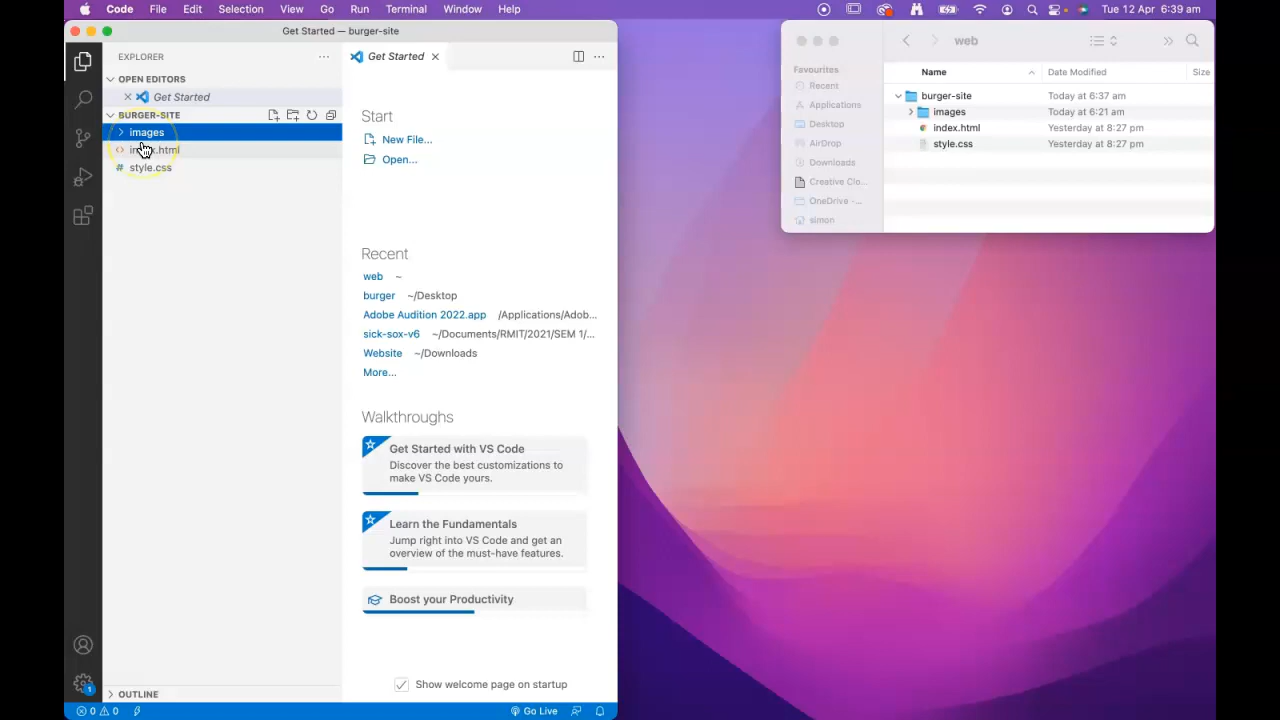 Code File Edit Selection View Go Run Terminal Window Help Tue 12 Apr 6:39 am
Get Started — burger-site
EXPLORER
OPEN EDITORS
Get Started
BURGER-SITE
images
index.html
style.css
OUTLINE
Get Started
Start
New File...
Open...
Recent
web ~
burger ~/Desktop
Adobe Audition 2022.app /Applications/Adob...
sick-sox-v6 ~/Documents/RMIT/2021/SEM 1/...
Website ~/Downloads
More...
Walkthroughs
Get Started with VS Code
Discover the best customizations to
make VS Code yours.
Learn the Fundamentals
Jump right into VS Code and get an
overview of the must-have features.
Boost your Productivity
Show welcome page on startup
1
0 0 Go Live
web
Favourites
Recent
Applications
Desktop
AirDrop
Downloads
Creative Clo...
OneDrive -...
simon
Name Date Modified Size
burger-site Today at 6:37 am
images Today at 6:21 am
index.html Yesterday at 8:27 pm
style.css Yesterday at 8:27 pm